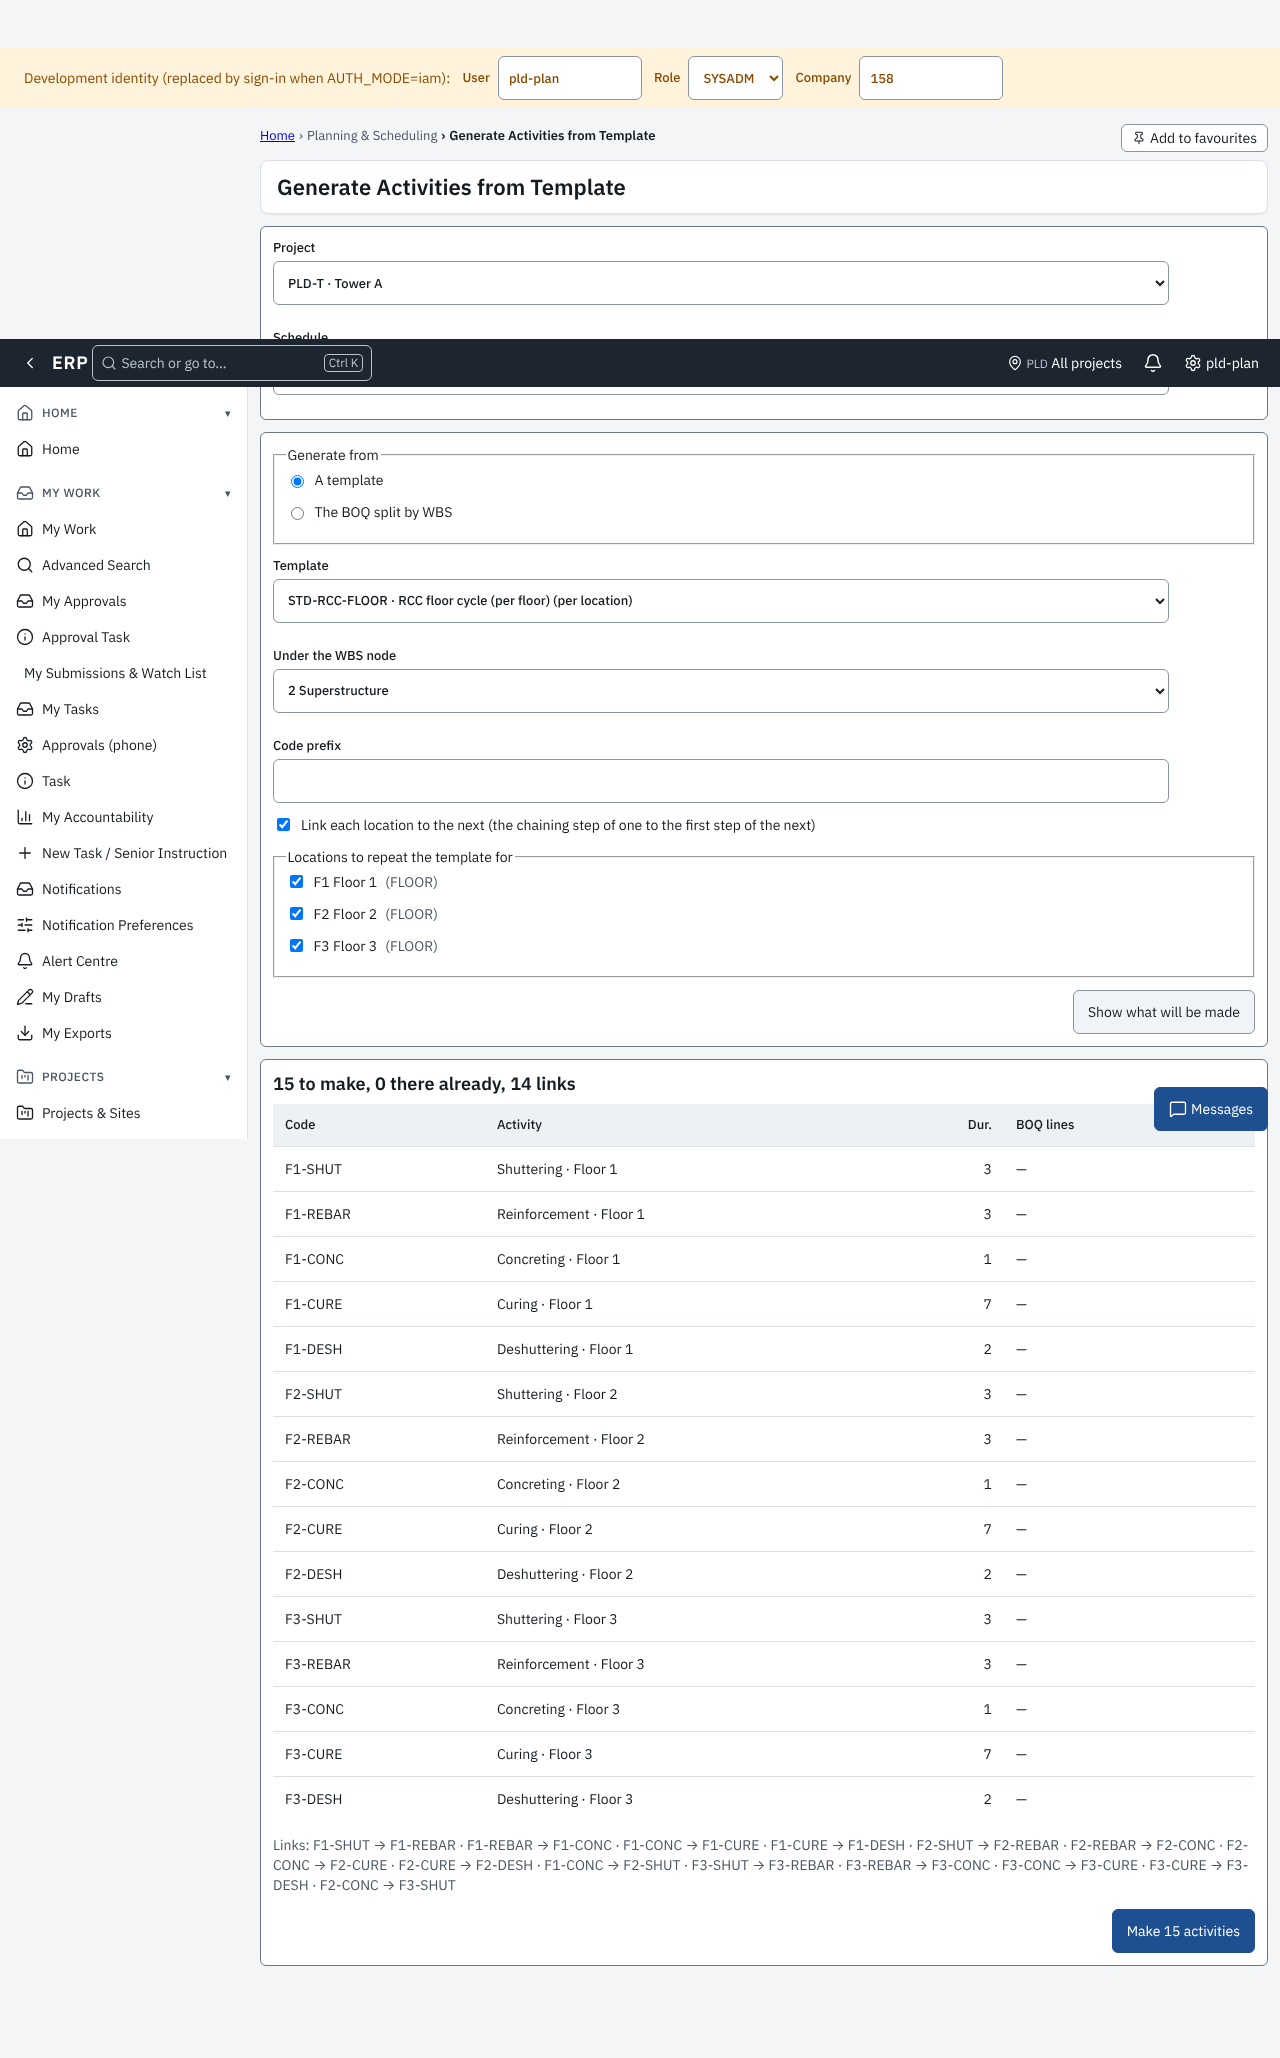 Development identity (replaced by sign-in when AUTH_MODE=iam): User pld-plan Role SYSADM Company 158
Home › Planning & Scheduling › Generate Activities from Template
Add to favourites
Generate Activities from Template
Project
PLD-T · Tower A
Schedule
ERP Search or go to... Ctrl K PLD All projects pld-plan
HOME
Home
MY WORK
My Work
Advanced Search
My Approvals
Approval Task
My Submissions & Watch List
My Tasks
Approvals (phone)
Task
My Accountability
New Task / Senior Instruction
Notifications
Notification Preferences
Alert Centre
My Drafts
My Exports
PROJECTS
Projects & Sites
Generate from
A template
The BOQ split by WBS
Template
STD-RCC-FLOOR · RCC floor cycle (per floor) (per location)
Under the WBS node
2 Superstructure
Code prefix
Link each location to the next (the chaining step of one to the first step of the next)
Locations to repeat the template for
F1 Floor 1 (FLOOR)
F2 Floor 2 (FLOOR)
F3 Floor 3 (FLOOR)
Show what will be made
15 to make, 0 there already, 14 links
Messages
Code Activity Dur. BOQ lines
F1-SHUT Shuttering · Floor 1 3 —
F1-REBAR Reinforcement · Floor 1 3 —
F1-CONC Concreting · Floor 1 1 —
F1-CURE Curing · Floor 1 7 —
F1-DESH Deshuttering · Floor 1 2 —
F2-SHUT Shuttering · Floor 2 3 —
F2-REBAR Reinforcement · Floor 2 3 —
F2-CONC Concreting · Floor 2 1 —
F2-CURE Curing · Floor 2 7 —
F2-DESH Deshuttering · Floor 2 2 —
F3-SHUT Shuttering · Floor 3 3 —
F3-REBAR Reinforcement · Floor 3 3 —
F3-CONC Concreting · Floor 3 1 —
F3-CURE Curing · Floor 3 7 —
F3-DESH Deshuttering · Floor 3 2 —
Links: F1-SHUT → F1-REBAR · F1-REBAR → F1-CONC · F1-CONC → F1-CURE · F1-CURE → F1-DESH · F2-SHUT → F2-REBAR · F2-REBAR → F2-CONC · F2-
CONC → F2-CURE · F2-CURE → F2-DESH · F1-CONC → F2-SHUT · F3-SHUT → F3-REBAR · F3-REBAR → F3-CONC · F3-CONC → F3-CURE · F3-CURE → F3-
DESH · F2-CONC → F3-SHUT
Make 15 activities